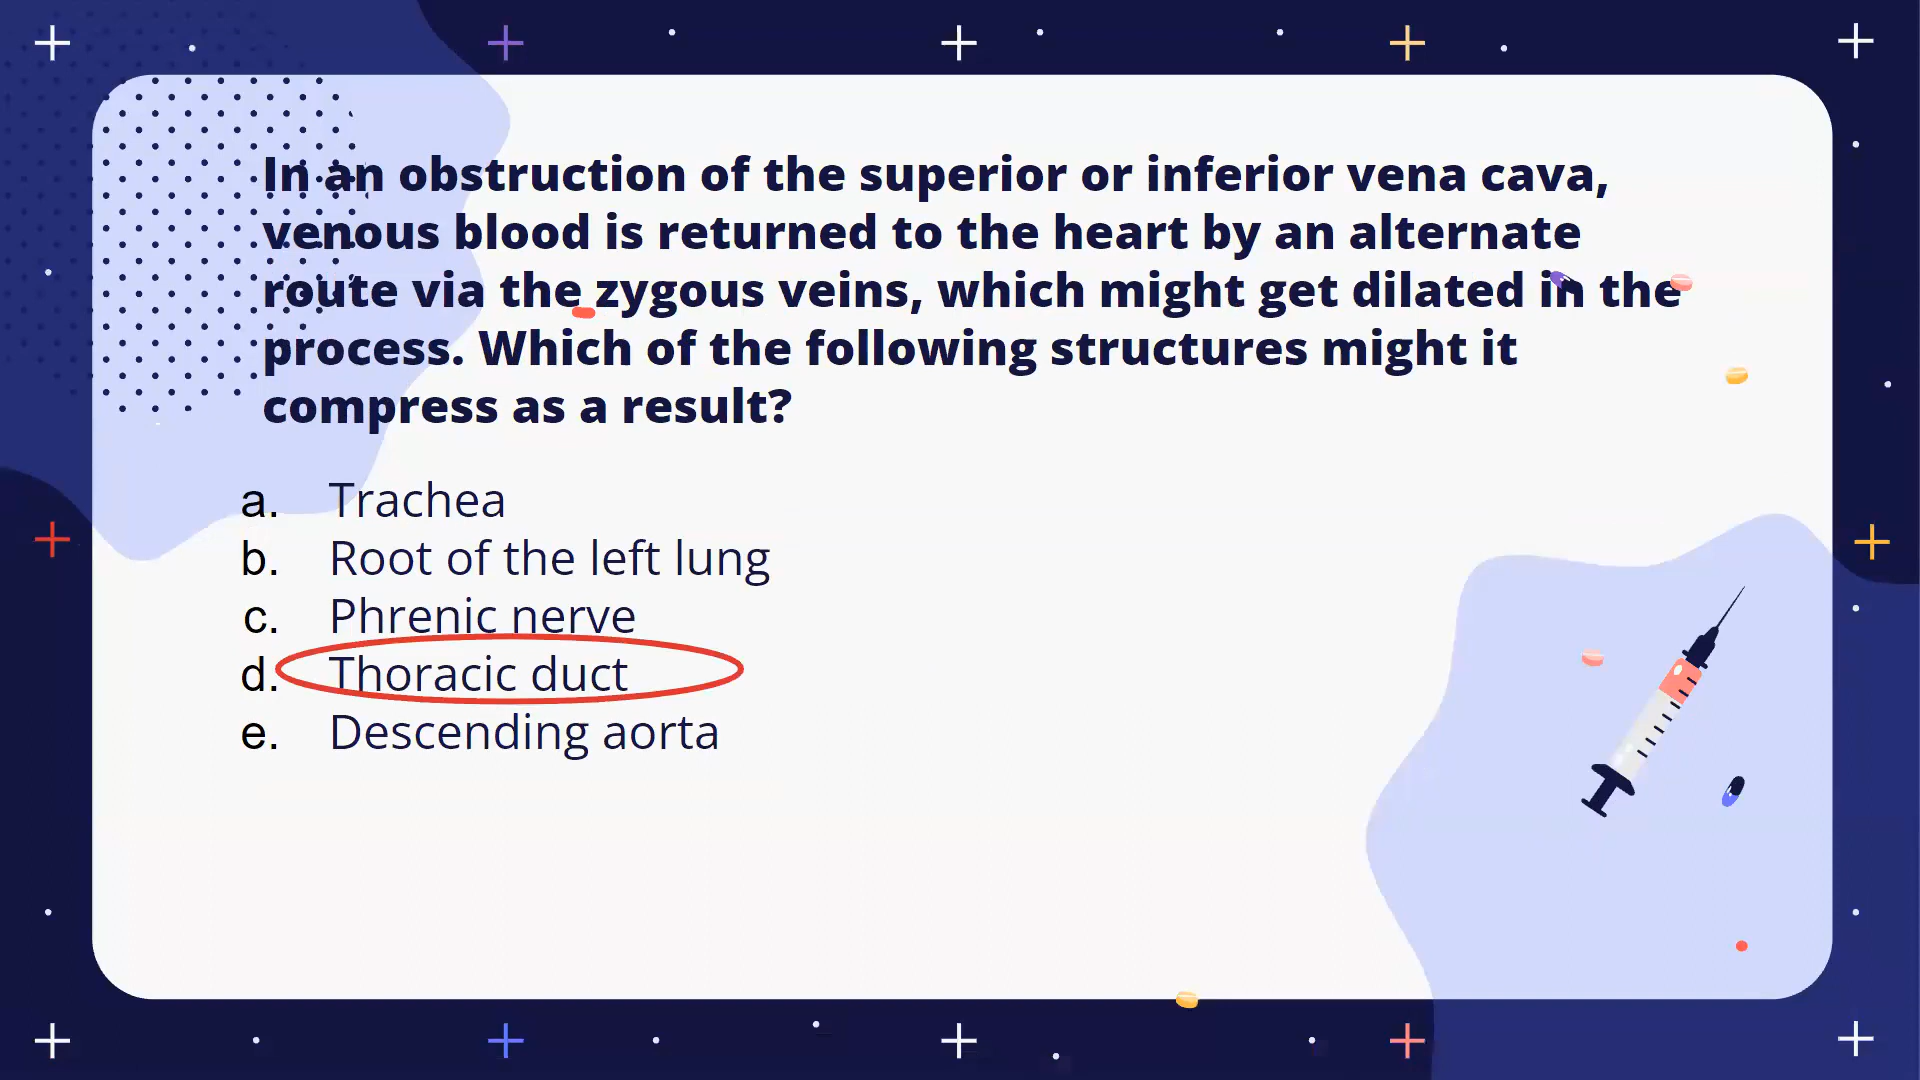 In an obstruction of the superior or inferior vena cava,
venous blood is returned to the heart by an alternate
route via the zygous veins, which might get dilated in the
process. Which of the following structures might it
compress as a result?
a. Trachea
b. Root of the left lung
c. Phrenic nerve
d. Thoracic duct
e. Descending aorta